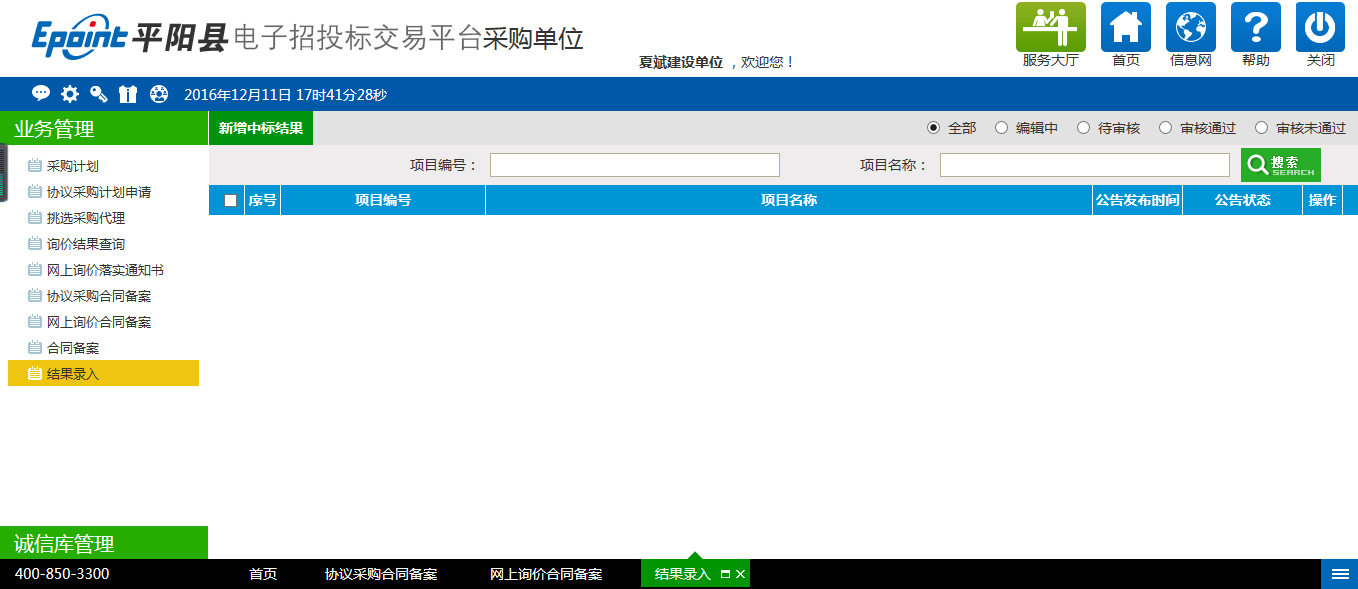 Epoint 平阳县 电子招投标交易平台采购单位
夏斌建设单位 ，欢迎您！
服务大厅 首页 信息网 帮助 关闭
2016年12月11日 17时41分28秒
业务管理
采购计划
协议采购计划申请
挑选采购代理
询价结果查询
网上询价落实通知书
协议采购合同备案
网上询价合同备案
合同备案
结果录入
诚信库管理
新增中标结果
全部 编辑中 待审核 审核通过 审核未通过
项目编号： 项目名称： 搜索 SEARCH
序号 项目编号 项目名称 公告发布时间 公告状态 操作
400-850-3300 首页 协议采购合同备案 网上询价合同备案 结果录入